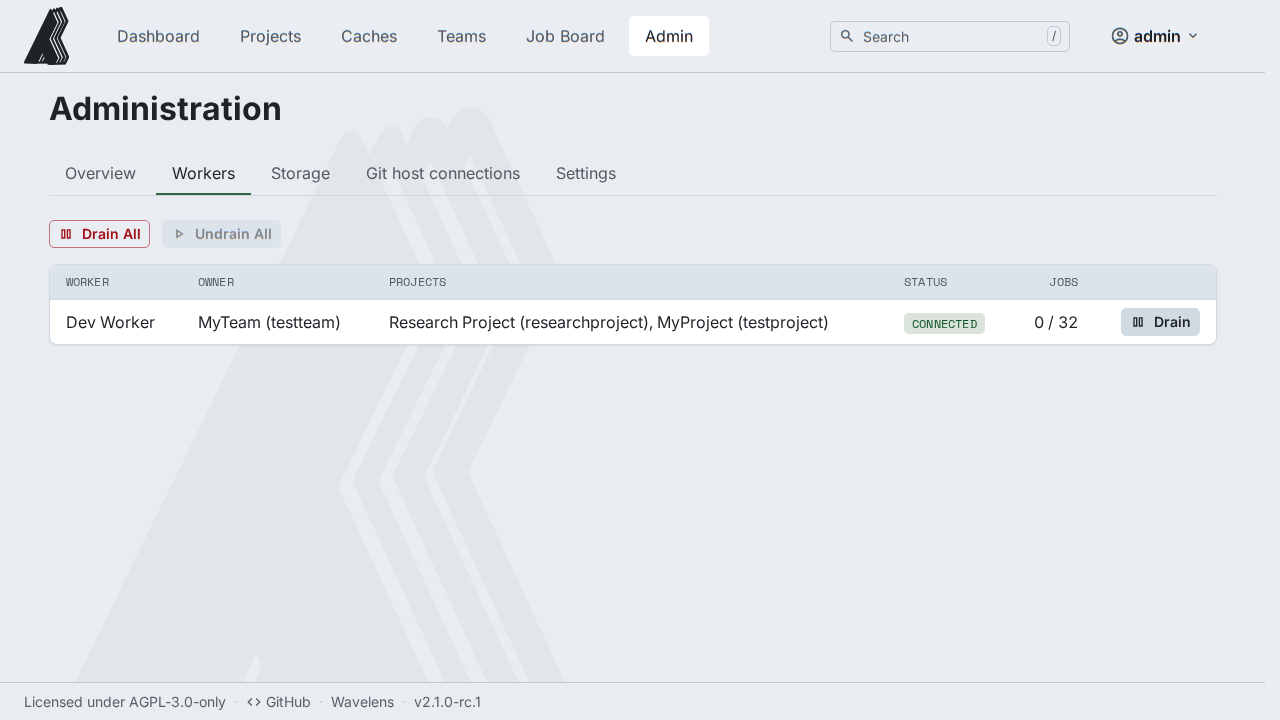 Dashboard Projects Caches Teams Job Board Admin Search / admin
Administration
Overview Workers Storage Git host connections Settings
Drain All Undrain All
WORKER OWNER PROJECTS STATUS JOBS
Dev Worker MyTeam (testteam) Research Project (researchproject), MyProject (testproject) CONNECTED 0 / 32 Drain
Licensed under AGPL-3.0-only · GitHub · Wavelens · v2.1.0-rc.1